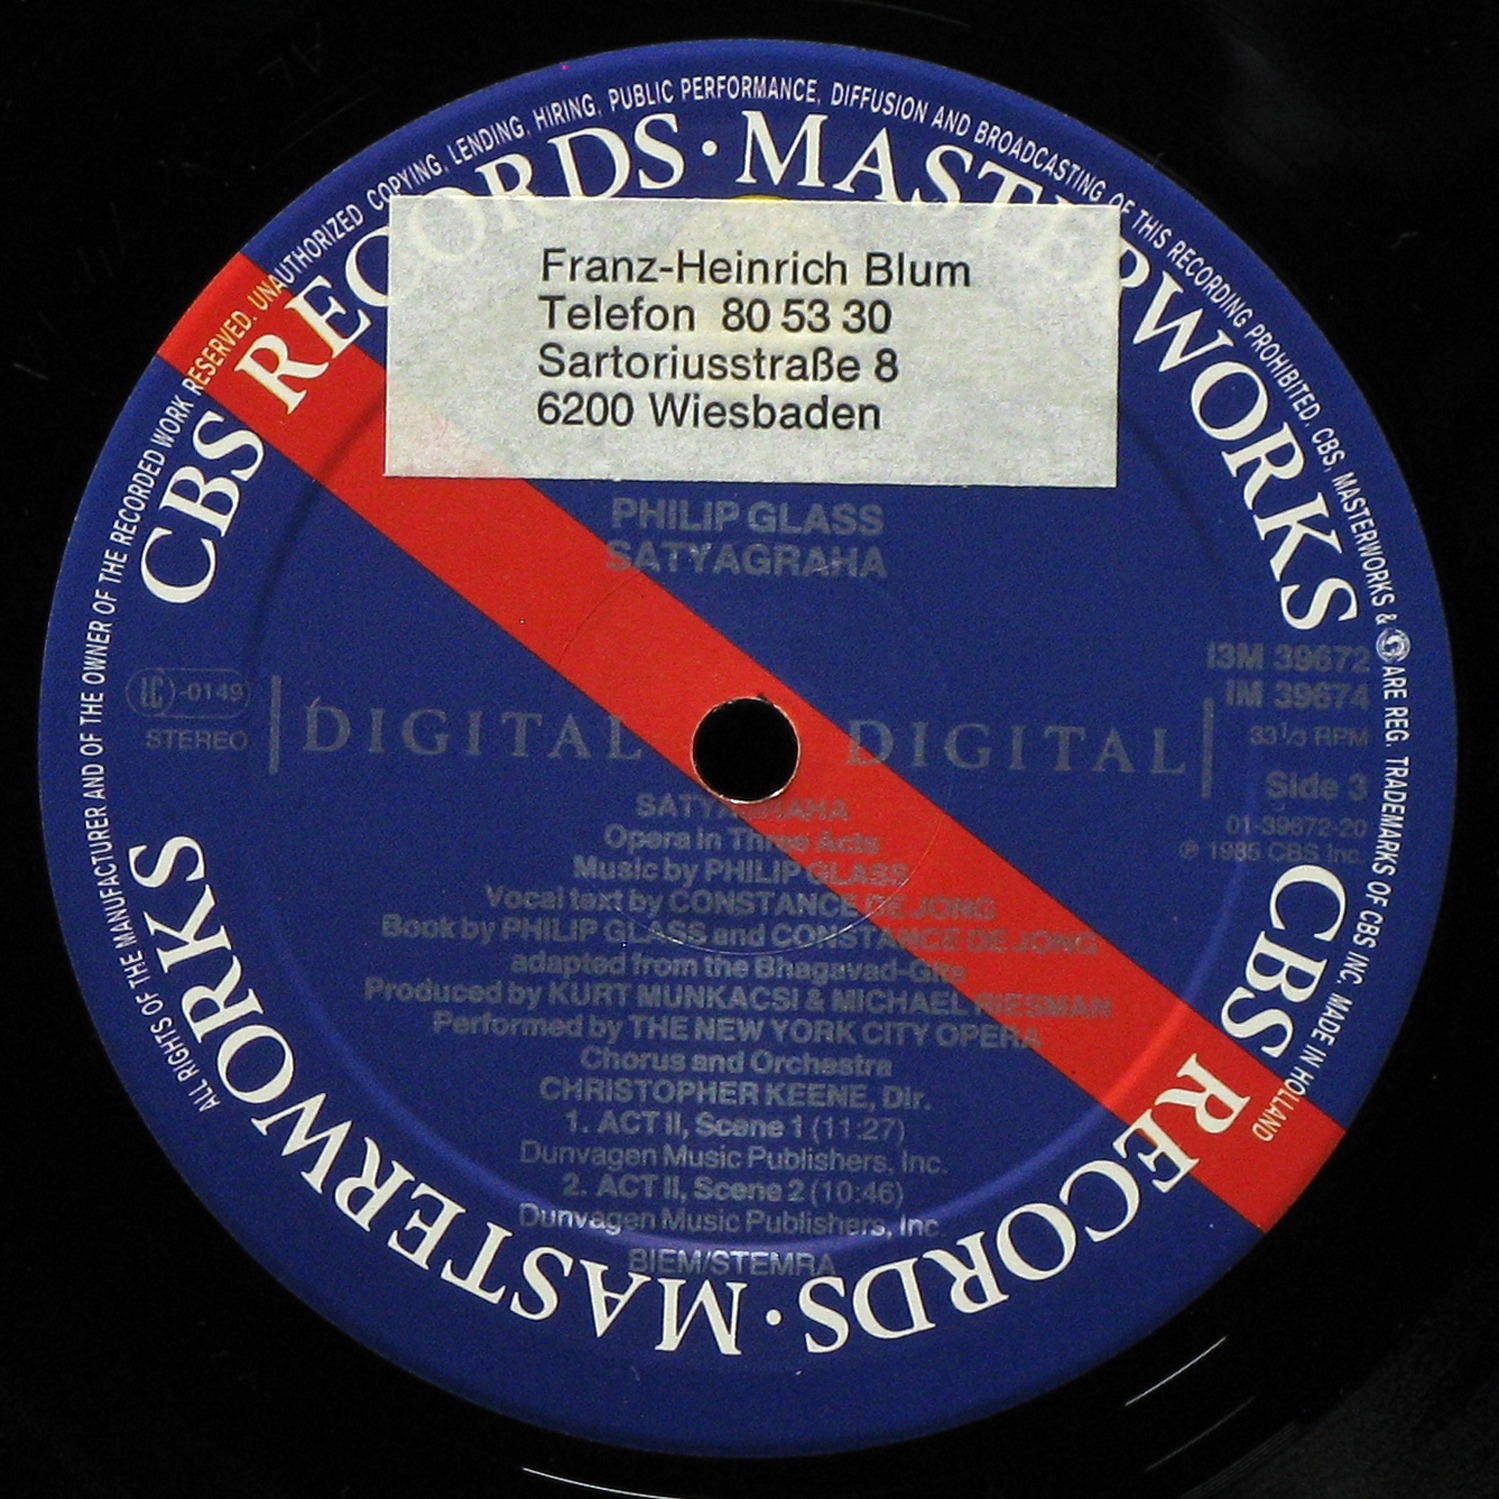 ALL RIGHTS OF THE MANUFACTURER AND OF THE OWNER OF THE RECORDED WORK RESERVED. UNAUTHORIZED COPYING, LENDING, HIRING, PUBLIC PERFORMANCE, DIFFUSION AND BROADCASTING OF THIS RECORDING PROHIBITED. CBS, MASTERWORKS & ARE REG. TRADEMARKS OF CBS INC. MADE IN HOLLAND
CBS RECORDS · MASTERWORKS
Franz-Heinrich Blum
Telefon 80 53 30
Sartoriusstraße 8
6200 Wiesbaden
PHILIP GLASS
SATYAGRAHA
I3M 39672
IM 39674
LC-0149
STEREO
DIGITAL DIGITAL
33⅓ RPM
Side 3
01-39672-20
℗ 1985 CBS Inc.
SATYAGRAHA
Opera in Three Acts
Music by PHILIP GLASS
Vocal text by CONSTANCE DE JONG
Book by PHILIP GLASS and CONSTANCE DE JONG
adapted from the Bhagavad-Gita
Produced by KURT MUNKACSI & MICHAEL RIESMAN
Performed by THE NEW YORK CITY OPERA
Chorus and Orchestra
CHRISTOPHER KEENE, Dir.
1. ACT II, Scene 1 (11:27)
Dunvagen Music Publishers, Inc.
2. ACT II, Scene 2 (10:46)
Dunvagen Music Publishers, Inc.
BIEM/STEMRA
CBS RECORDS · MASTERWORKS